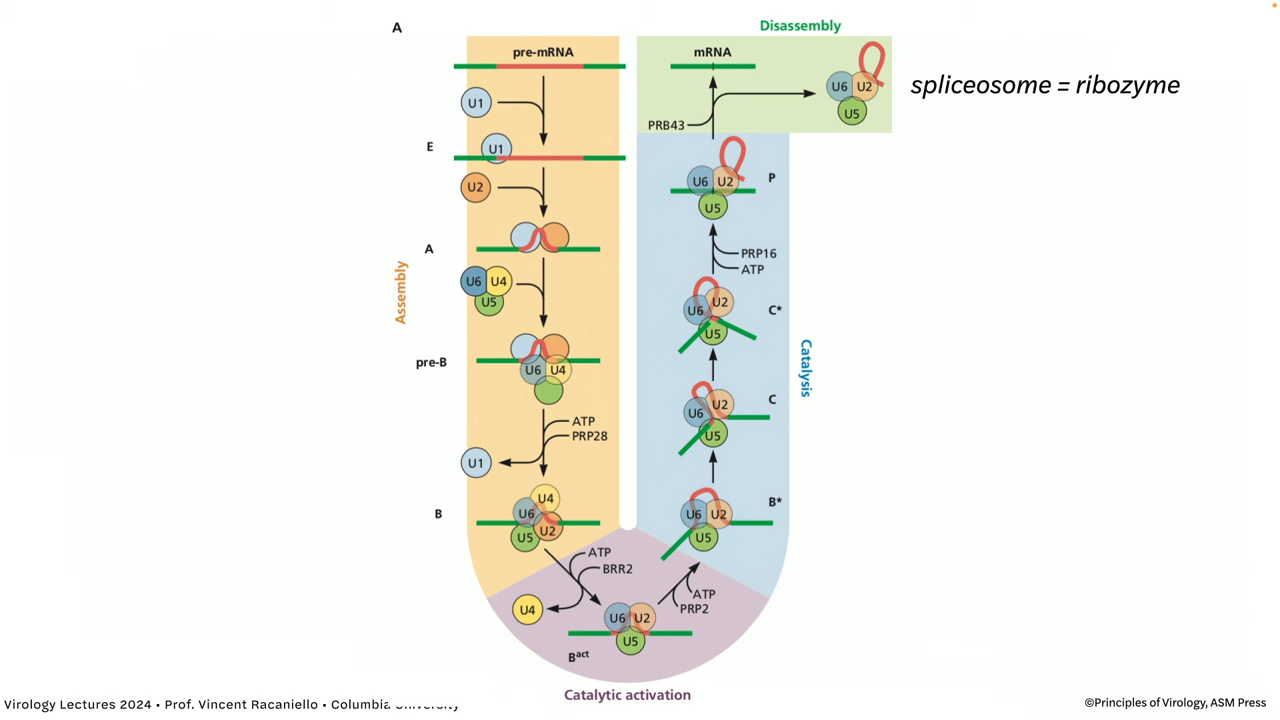 A
Disassembly
pre-mRNA
mRNA
spliceosome = ribozyme
U6
U2
U5
U1
PRB43
E
U1
U2
P
U6
U2
U5
A
Assembly
U6
U4
U5
PRP16
ATP
C*
U6
U2
U5
pre-B
U6
U4
Catalysis
ATP
PRP28
U1
C
U6
U2
U5
B
U4
U6
U2
U5
B*
U6
U2
U5
ATP
BRR2
U4
ATP
PRP2
U6
U2
U5
Bact
Catalytic activation
Virology Lectures 2024 • Prof. Vincent Racaniello • Columbia University
©Principles of Virology, ASM Press